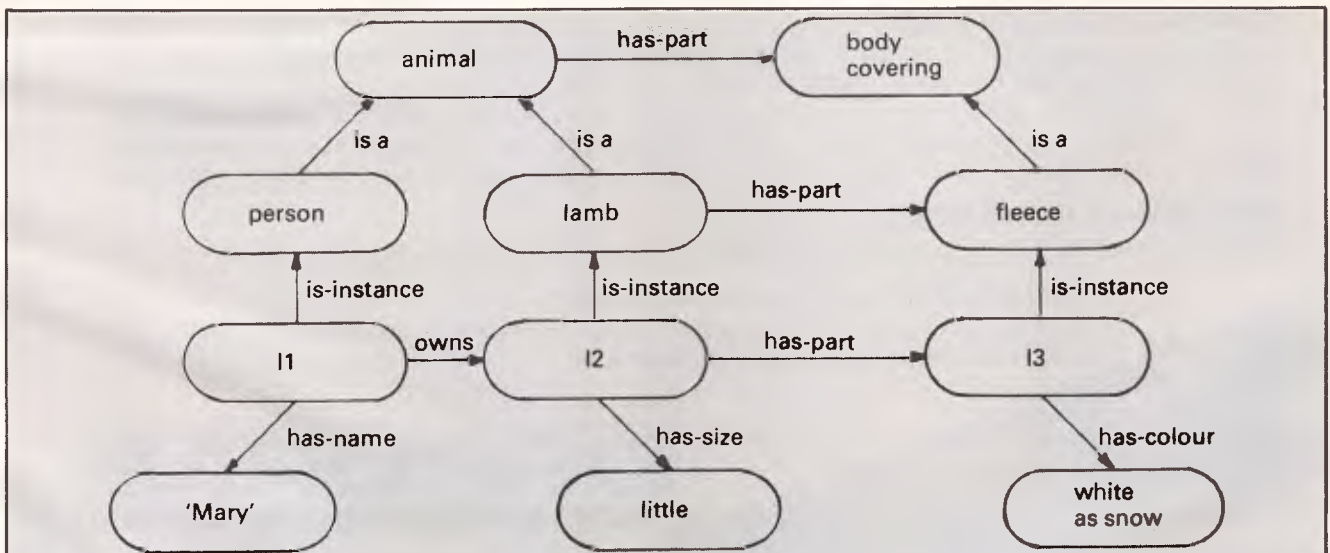 animal
has-part
body
covering
is a
is a
is a
person
lamb
has-part
fleece
is-instance
is-instance
is-instance
I1
owns
I2
has-part
I3
has-name
has-size
has-colour
'Mary'
little
white
as snow